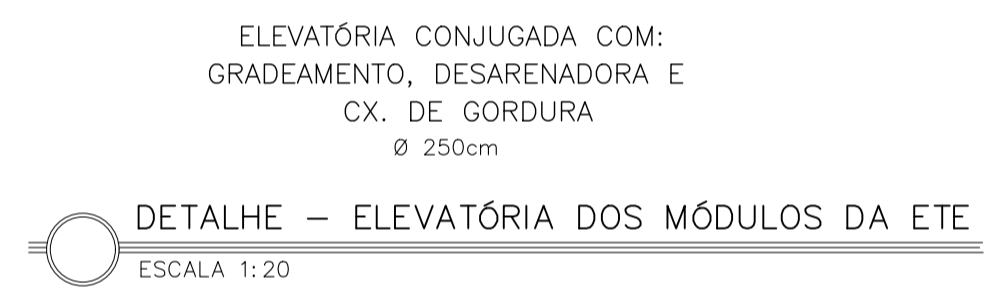 ELEVATÓRIA CONJUGADA COM:
GRADEAMENTO, DESARENADORA E
CX. DE GORDURA
Ø 250cm
DETALHE – ELEVATÓRIA DOS MÓDULOS DA ETE
ESCALA 1:20